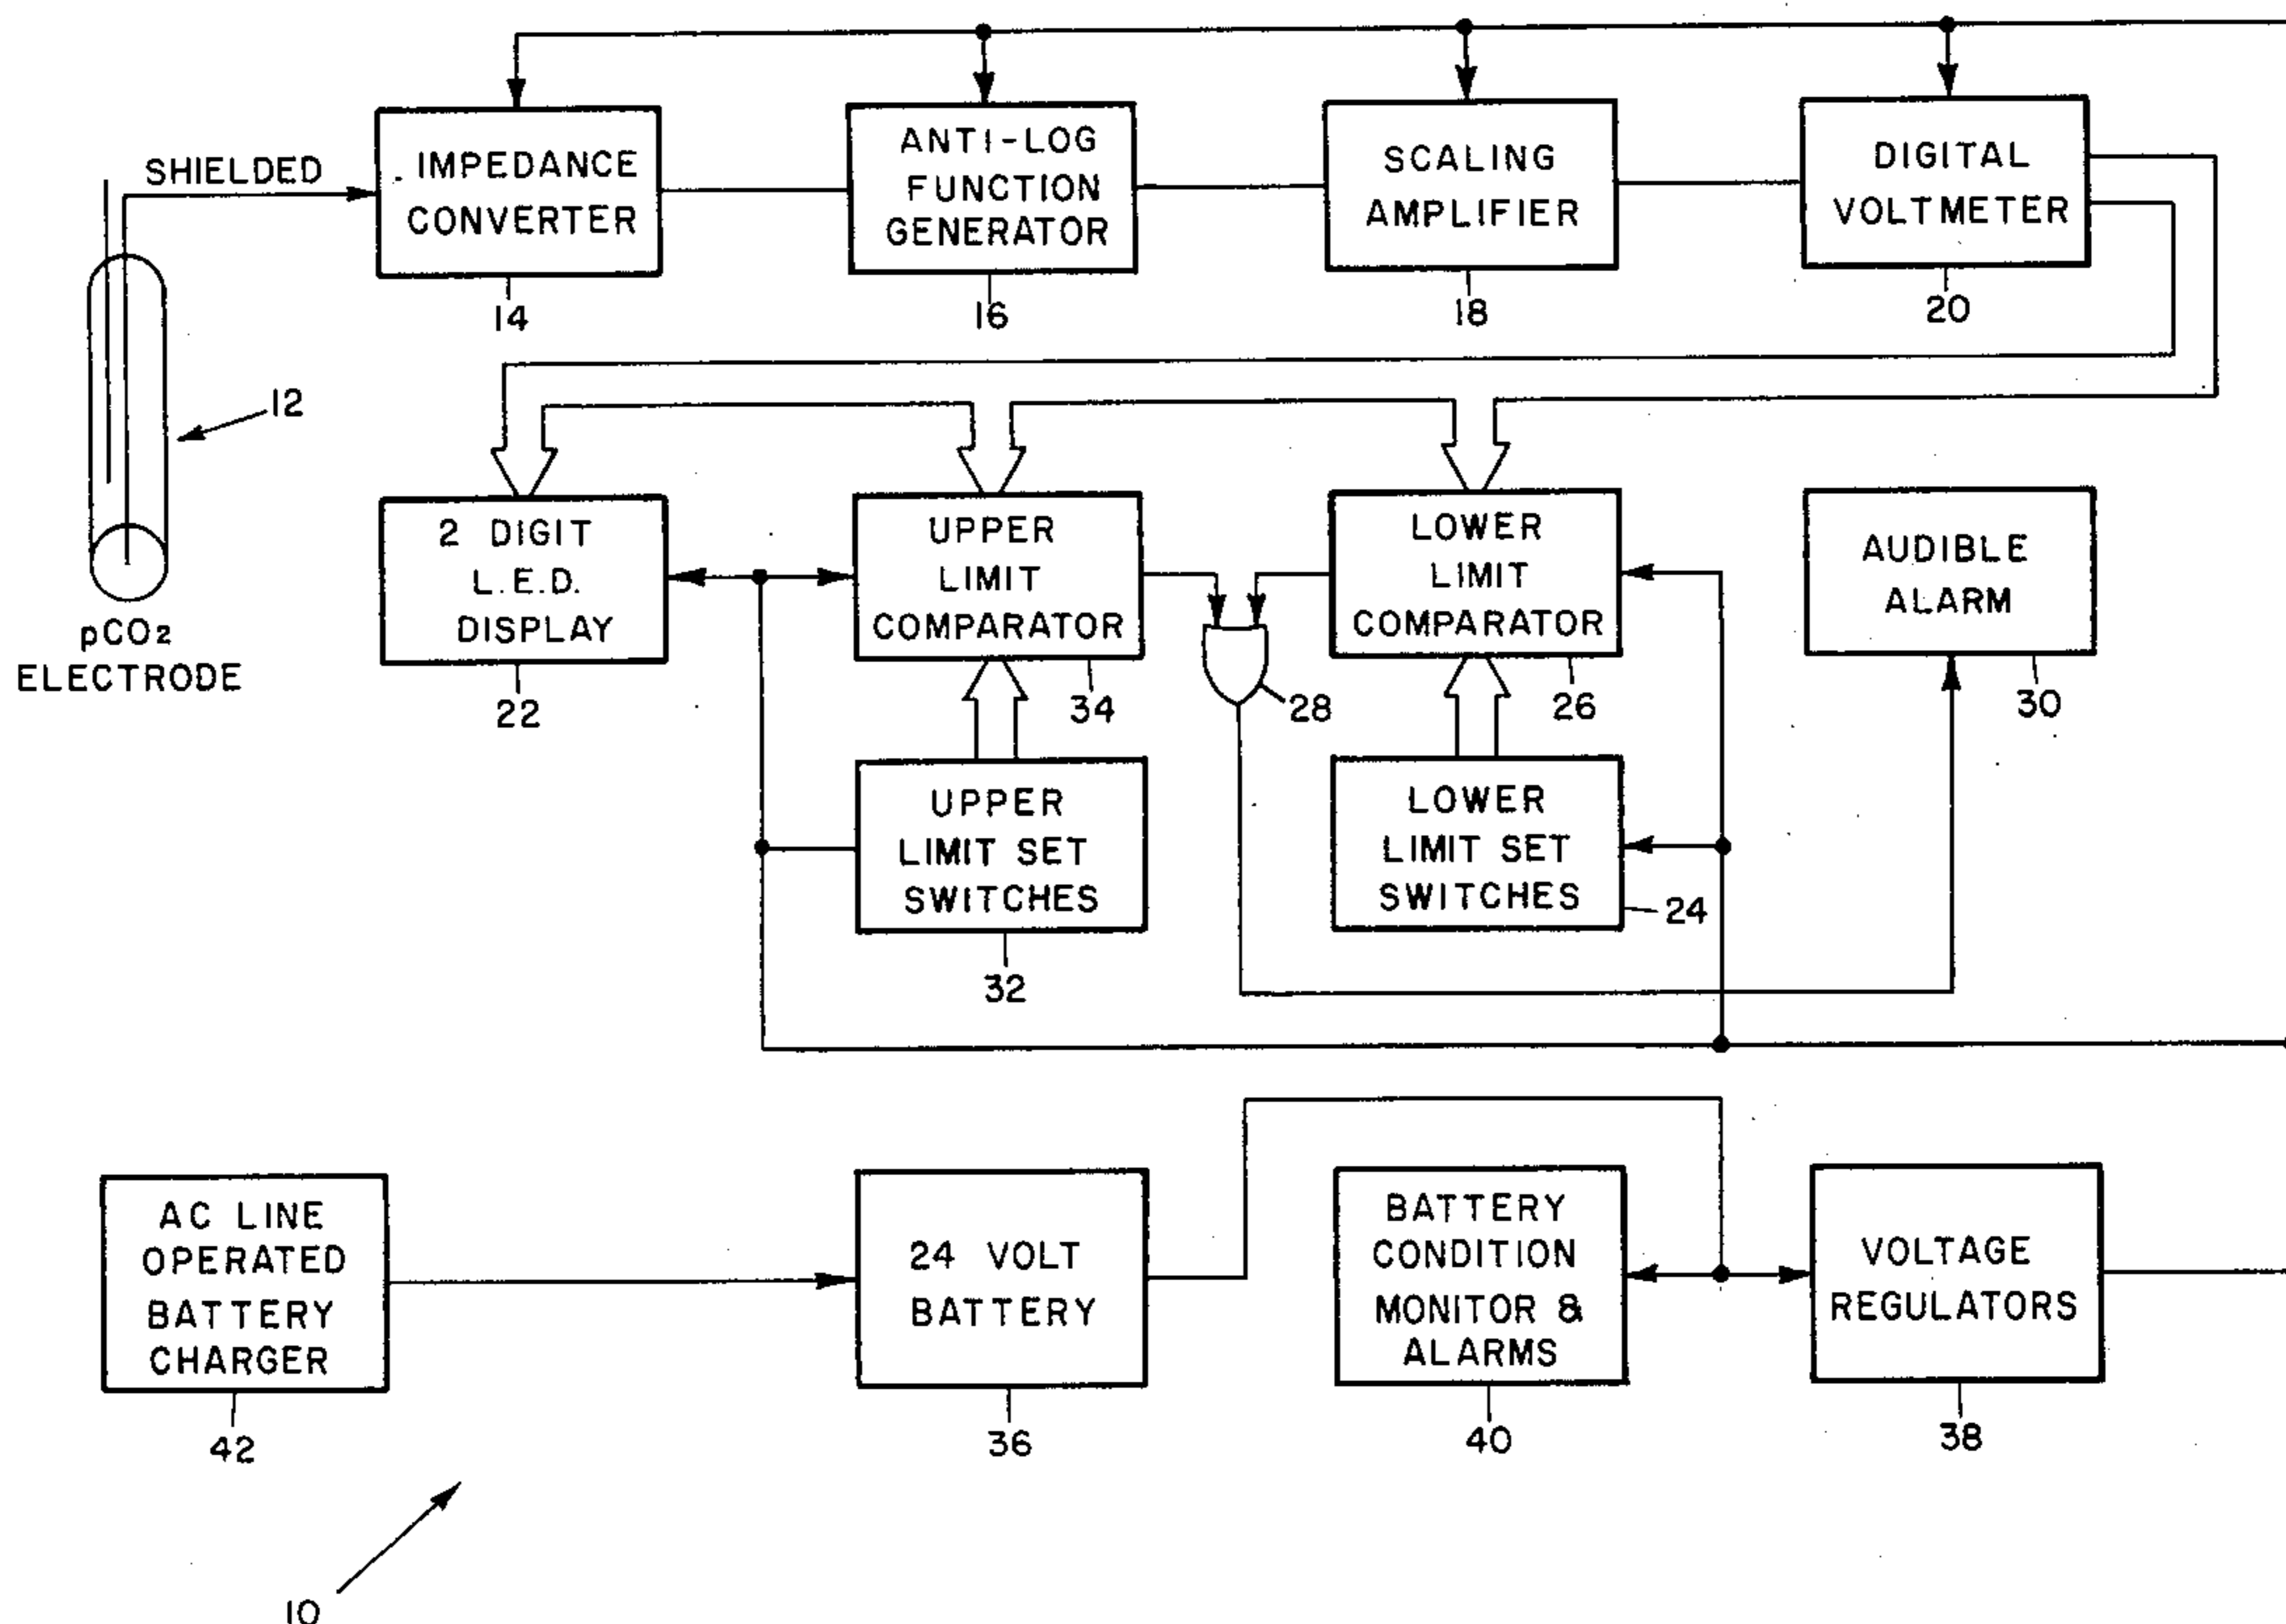 SHIELDED
IMPEDANCE
CONVERTER
14
ANTI-LOG
FUNCTION
GENERATOR
16
SCALING
AMPLIFIER
18
DIGITAL
VOLTMETER
20
12
pCO2
ELECTRODE
2 DIGIT
L.E.D.
DISPLAY
22
UPPER
LIMIT
COMPARATOR
34
28
LOWER
LIMIT
COMPARATOR
26
AUDIBLE
ALARM
30
UPPER
LIMIT SET
SWITCHES
32
LOWER
LIMIT SET
SWITCHES
24
AC LINE
OPERATED
BATTERY
CHARGER
42
24 VOLT
BATTERY
36
BATTERY
CONDITION
MONITOR &
ALARMS
40
VOLTAGE
REGULATORS
38
10